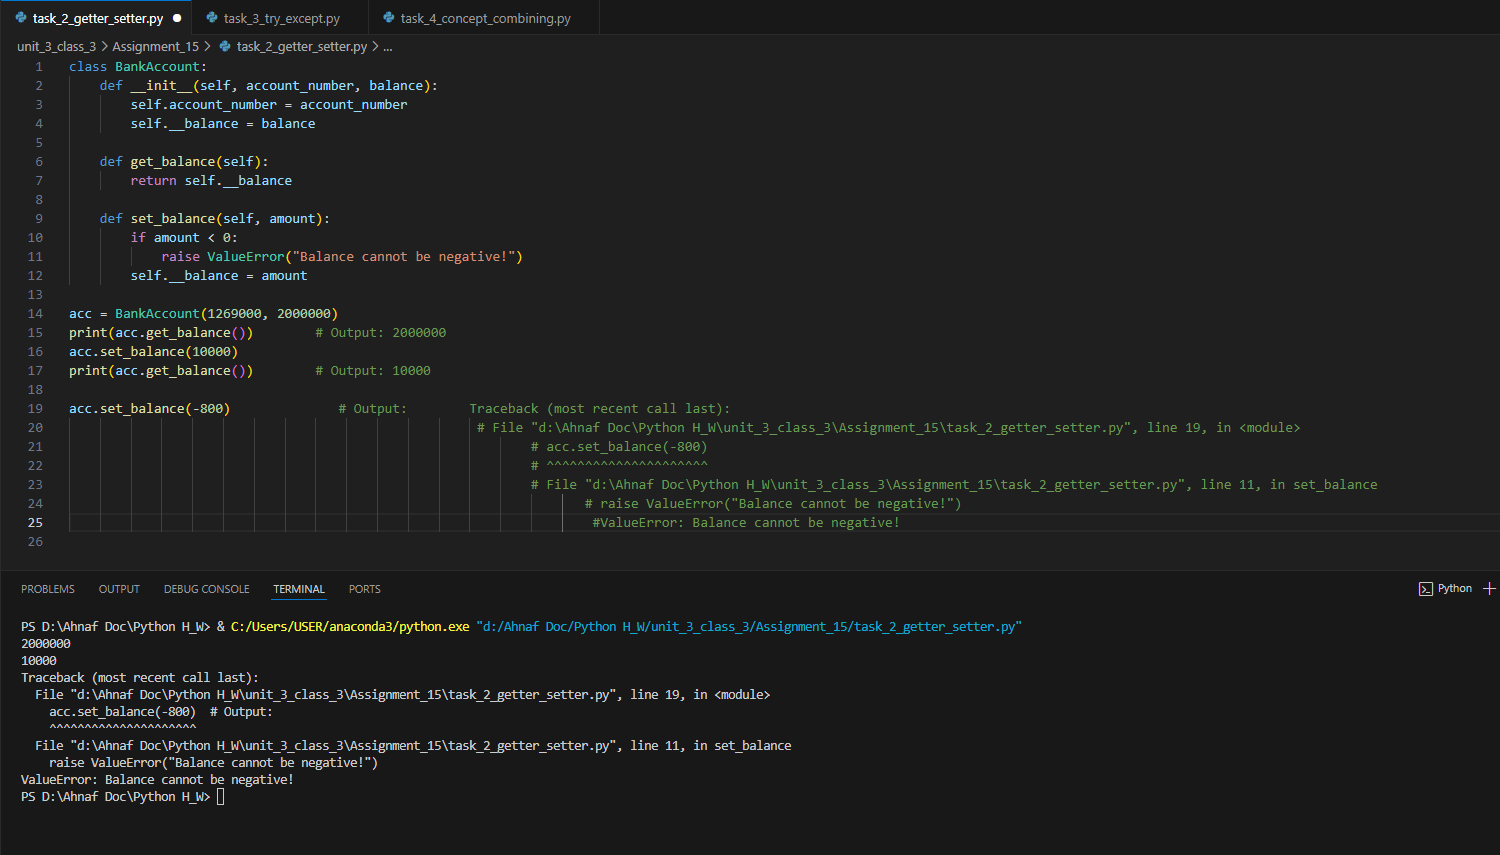 task_2_getter_setter.py ● task_3_try_except.py task_4_concept_combining.py
unit_3_class_3 > Assignment_15 > task_2_getter_setter.py > ...
1 class BankAccount:
2     def __init__(self, account_number, balance):
3         self.account_number = account_number
4         self.__balance = balance
5
6     def get_balance(self):
7         return self.__balance
8
9     def set_balance(self, amount):
10         if amount < 0:
11             raise ValueError("Balance cannot be negative!")
12         self.__balance = amount
13
14 acc = BankAccount(1269000, 2000000)
15 print(acc.get_balance())        # Output: 2000000
16 acc.set_balance(10000)
17 print(acc.get_balance())        # Output: 10000
18
19 acc.set_balance(-800)              # Output:        Traceback (most recent call last):
20 # File "d:\Ahnaf Doc\Python H_W\unit_3_class_3\Assignment_15\task_2_getter_setter.py", line 19, in <module>
21 # acc.set_balance(-800)
22 # ^^^^^^^^^^^^^^^^^^^^^
23 # File "d:\Ahnaf Doc\Python H_W\unit_3_class_3\Assignment_15\task_2_getter_setter.py", line 11, in set_balance
24 # raise ValueError("Balance cannot be negative!")
25 #ValueError: Balance cannot be negative!
26
PROBLEMS OUTPUT DEBUG CONSOLE TERMINAL PORTS Python +
PS D:\Ahnaf Doc\Python H_W> & C:/Users/USER/anaconda3/python.exe "d:/Ahnaf Doc/Python H_W/unit_3_class_3/Assignment_15/task_2_getter_setter.py"
2000000
10000
Traceback (most recent call last):
  File "d:\Ahnaf Doc\Python H_W\unit_3_class_3\Assignment_15\task_2_getter_setter.py", line 19, in <module>
    acc.set_balance(-800)  # Output:
    ^^^^^^^^^^^^^^^^^^^^^
  File "d:\Ahnaf Doc\Python H_W\unit_3_class_3\Assignment_15\task_2_getter_setter.py", line 11, in set_balance
    raise ValueError("Balance cannot be negative!")
ValueError: Balance cannot be negative!
PS D:\Ahnaf Doc\Python H_W>